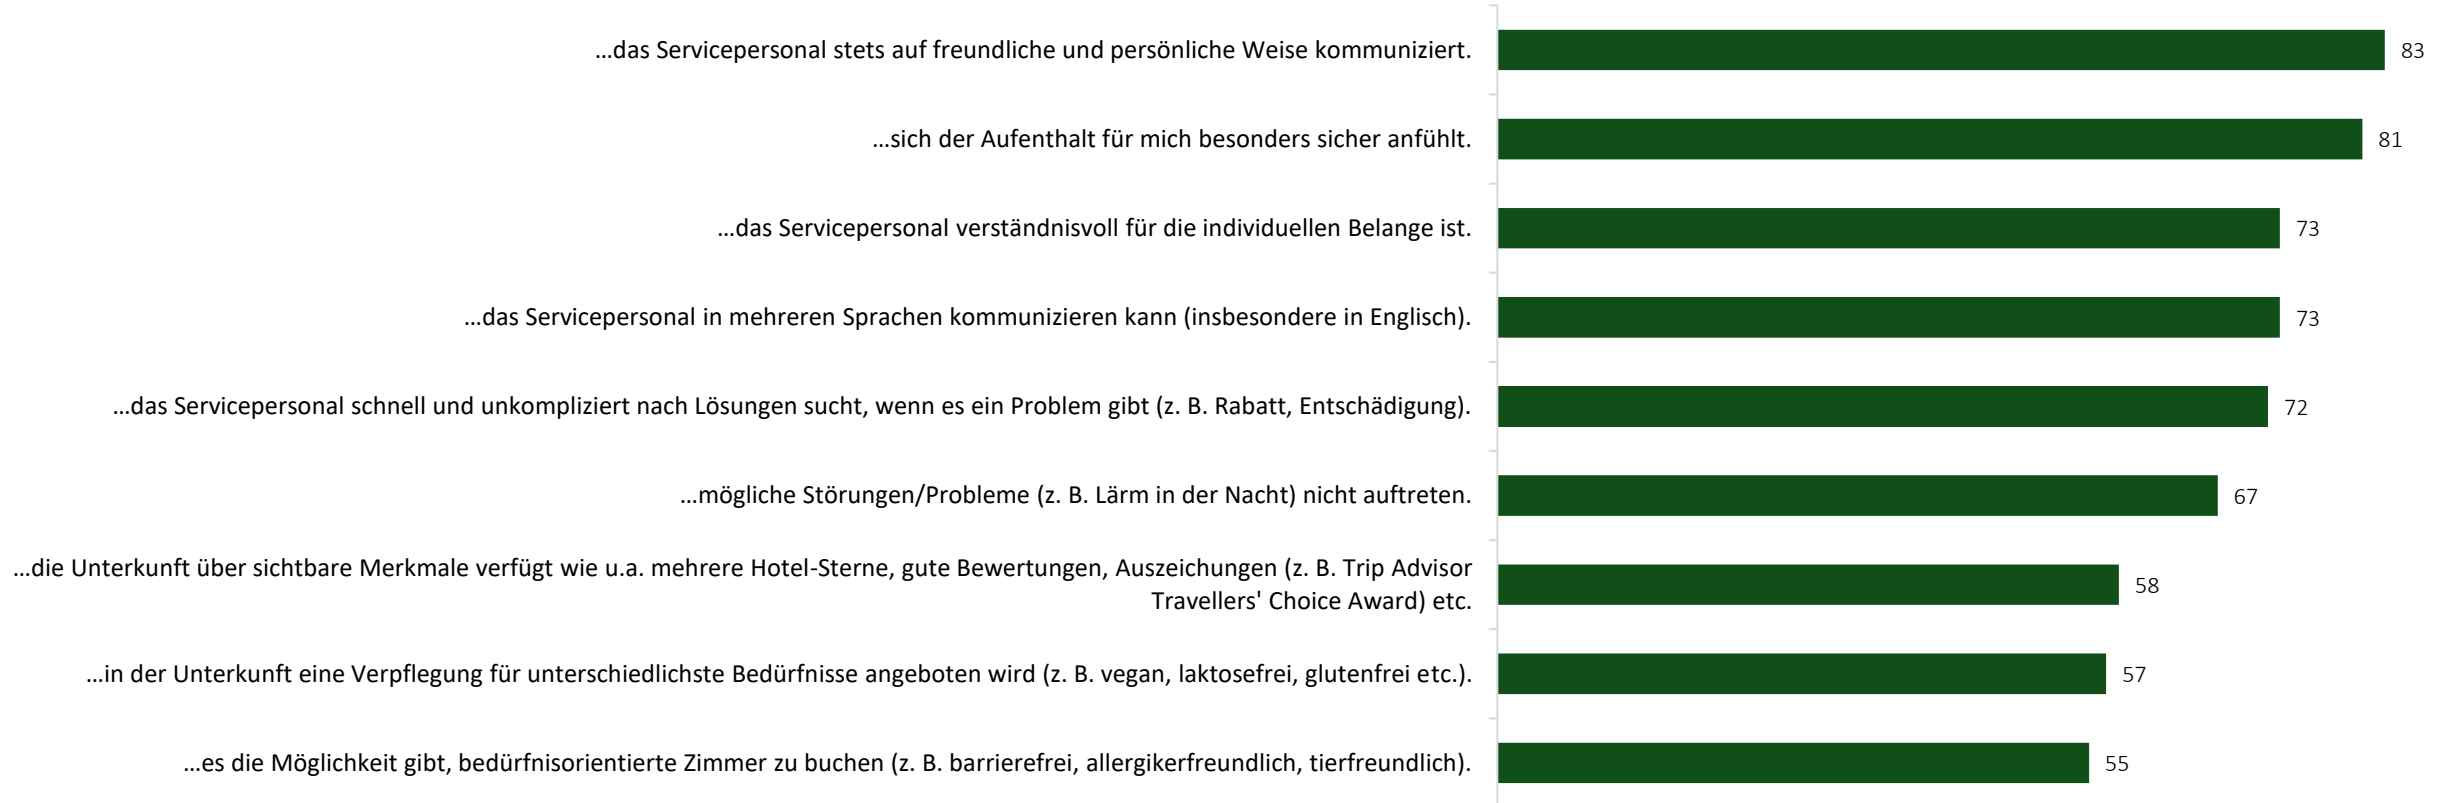 …das Servicepersonal stets auf freundliche und persönliche Weise kommuniziert.
83
…sich der Aufenthalt für mich besonders sicher anfühlt.
81
…das Servicepersonal verständnisvoll für die individuellen Belange ist.
73
…das Servicepersonal in mehreren Sprachen kommunizieren kann (insbesondere in Englisch).
73
…das Servicepersonal schnell und unkompliziert nach Lösungen sucht, wenn es ein Problem gibt (z. B. Rabatt, Entschädigung).
72
…mögliche Störungen/Probleme (z. B. Lärm in der Nacht) nicht auftreten.
67
…die Unterkunft über sichtbare Merkmale verfügt wie u.a. mehrere Hotel-Sterne, gute Bewertungen, Auszeichungen (z. B. Trip Advisor
Travellers' Choice Award) etc.
58
…in der Unterkunft eine Verpflegung für unterschiedlichste Bedürfnisse angeboten wird (z. B. vegan, laktosefrei, glutenfrei etc.).
57
…es die Möglichkeit gibt, bedürfnisorientierte Zimmer zu buchen (z. B. barrierefrei, allergikerfreundlich, tierfreundlich).
55